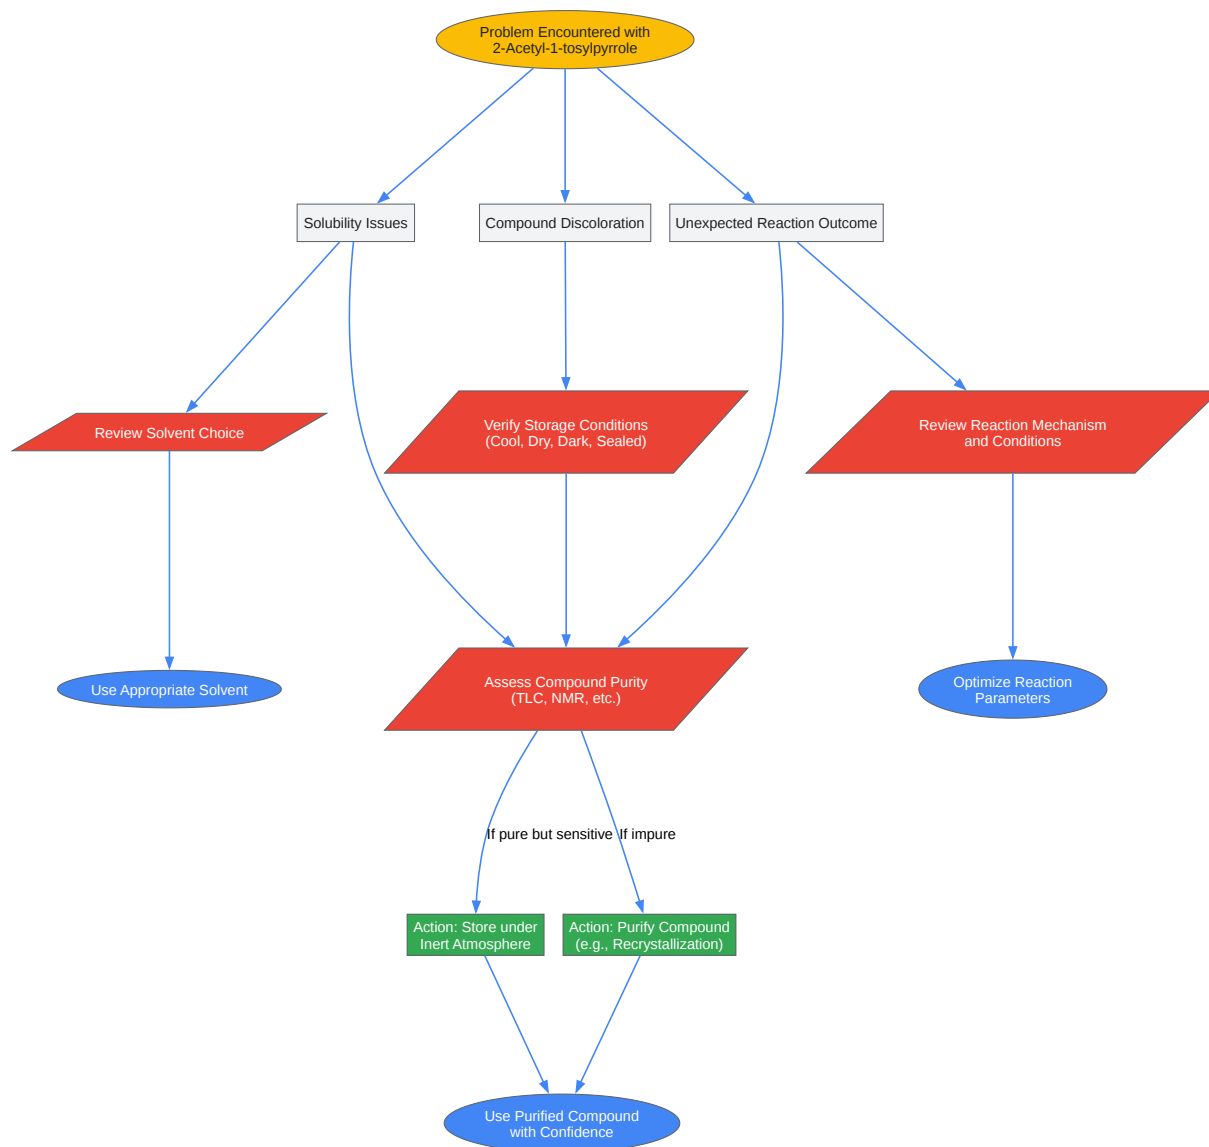 Problem Encountered with
2-Acetyl-1-tosylpyrrole
Solubility Issues
Compound Discoloration
Unexpected Reaction Outcome
Review Solvent Choice
Verify Storage Conditions
(Cool, Dry, Dark, Sealed)
Review Reaction Mechanism
and Conditions
Use Appropriate Solvent
Assess Compound Purity
(TLC, NMR, etc.)
Optimize Reaction
Parameters
If pure but sensitive
If impure
Action: Store under
Inert Atmosphere
Action: Purify Compound
(e.g., Recrystallization)
Use Purified Compound
with Confidence